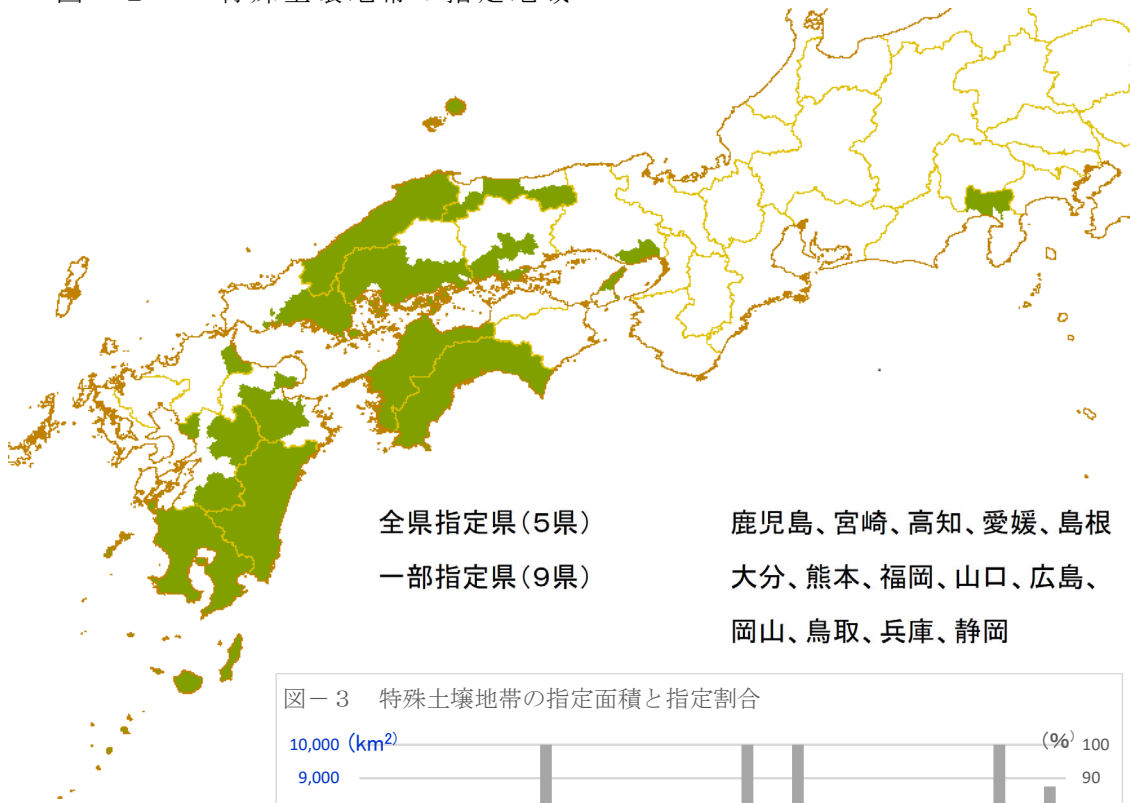 全県指定県(5県) 鹿児島、宮崎、高知、愛媛、島根
一部指定県(9県) 大分、熊本、福岡、山口、広島、
岡山、鳥取、兵庫、静岡
図-3 特殊土壌地帯の指定面積と指定割合
10,000 (km²) (%) 100
9,000 90